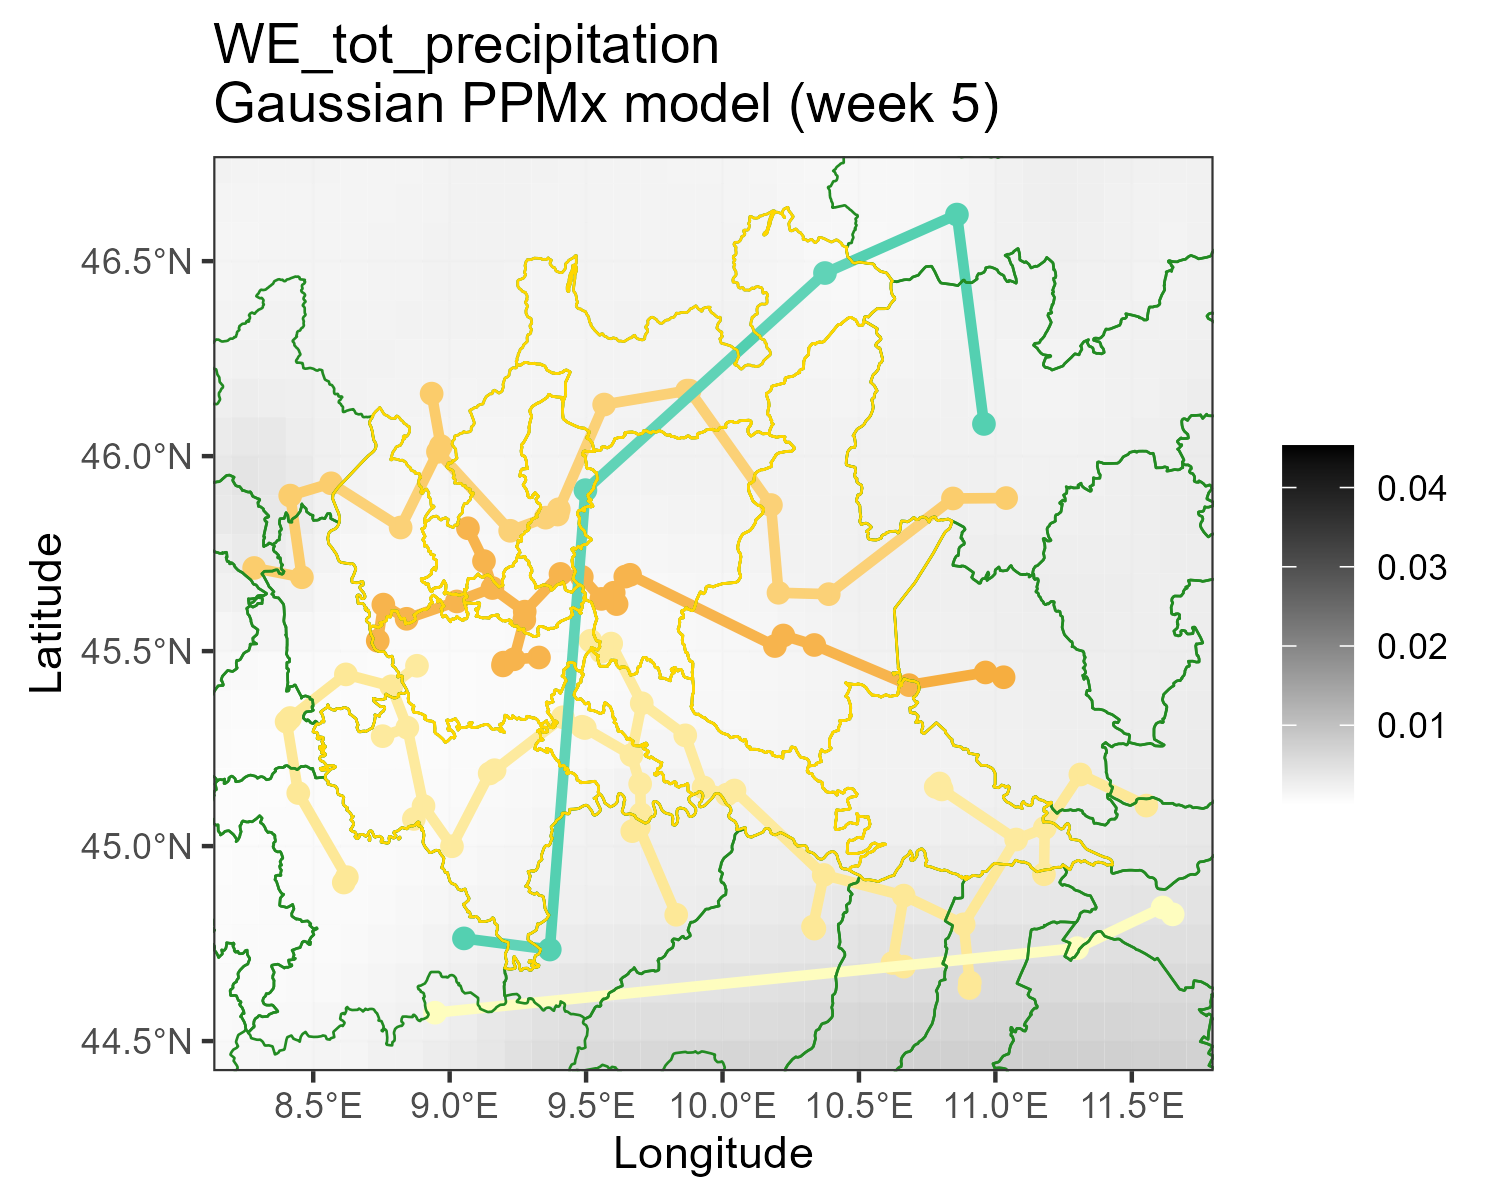 WE_tot_precipitation
Gaussian PPMx model (week 5)
46.5°N
46.0°N
45.5°N
45.0°N
44.5°N
Latitude
8.5°E 9.0°E 9.5°E 10.0°E 10.5°E 11.0°E 11.5°E
Longitude
0.04
0.03
0.02
0.01